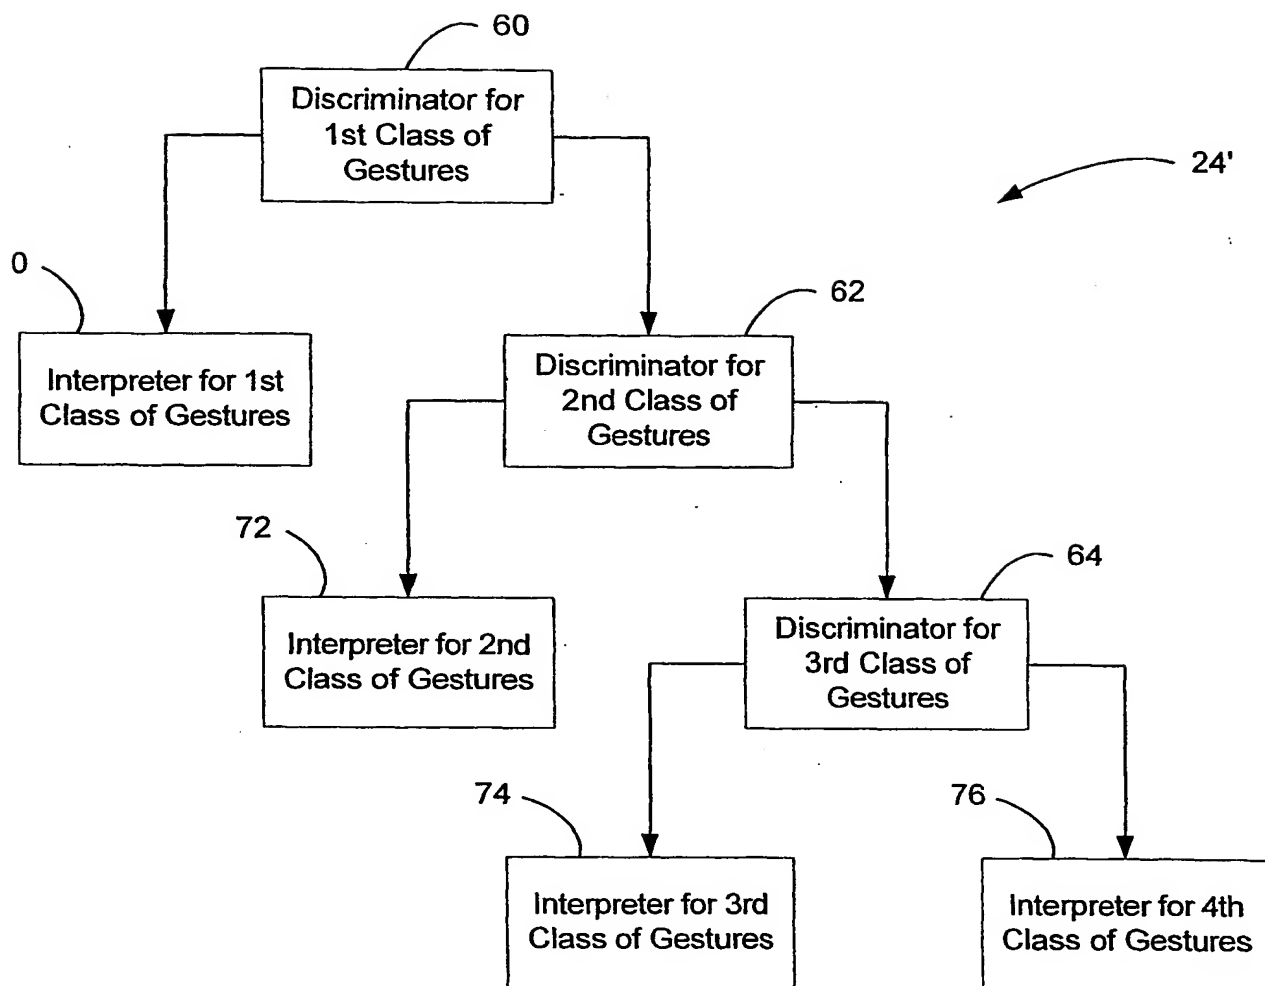 60
Discriminator for
1st Class of
Gestures
24'
0
62
Interpreter for 1st
Class of Gestures
Discriminator for
2nd Class of
Gestures
72
64
Interpreter for 2nd
Class of Gestures
Discriminator for
3rd Class of
Gestures
74
76
Interpreter for 3rd
Class of Gestures
Interpreter for 4th
Class of Gestures